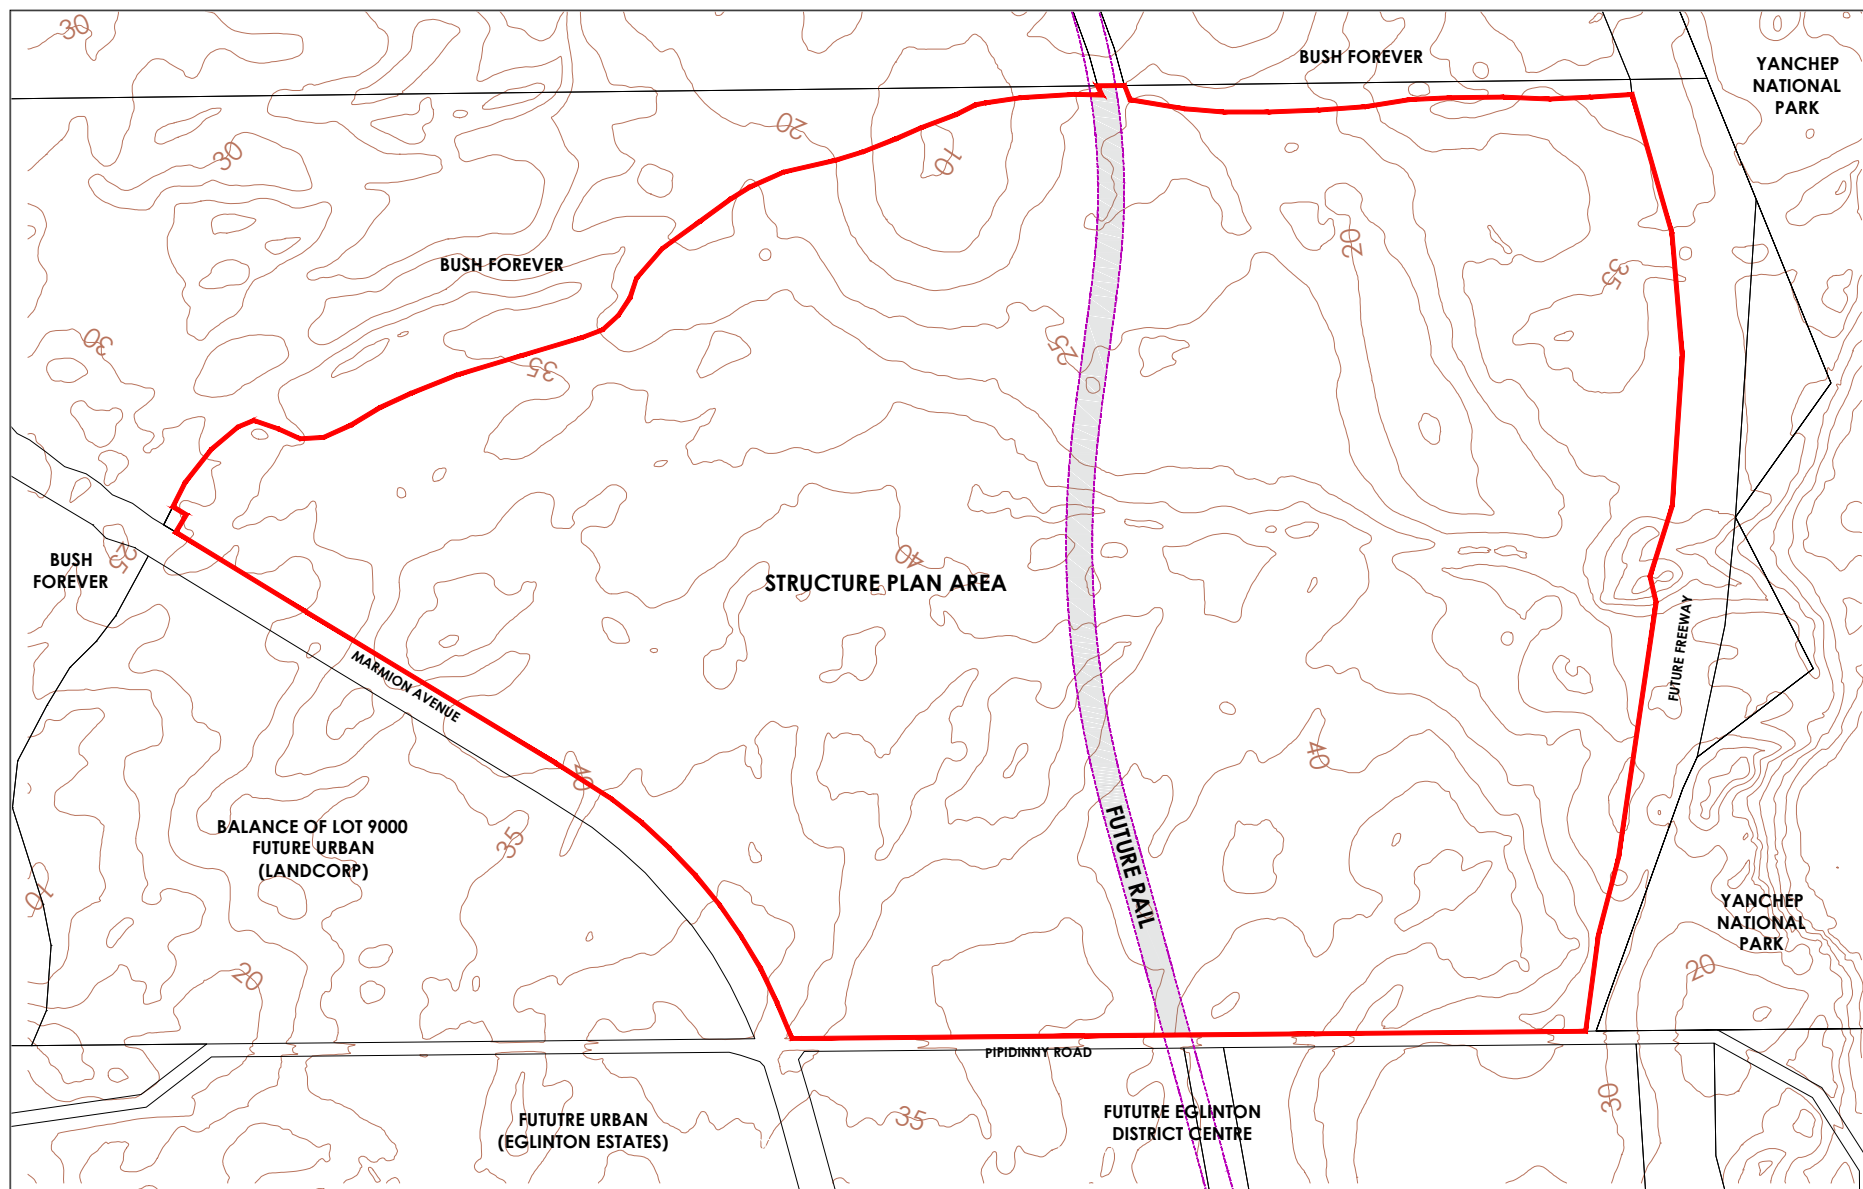 30
BUSH FOREVER
YANCHEP
NATIONAL
PARK
20
30
10
20
BUSH FOREVER
35
30
25
35
40
BUSH
FOREVER
25
STRUCTURE PLAN AREA
FUTURE FREEWAY
MARMION AVENUE
40
40
BALANCE OF LOT 9000
FUTURE URBAN
(LANDCORP)
35
FUTURE RAIL
10
YANCHEP
NATIONAL
PARK
20
20
PIPIDINNY ROAD
30
FUTUTRE URBAN
(EGLINTON ESTATES)
35
FUTUTRE EGLINTON
DISTRICT CENTRE